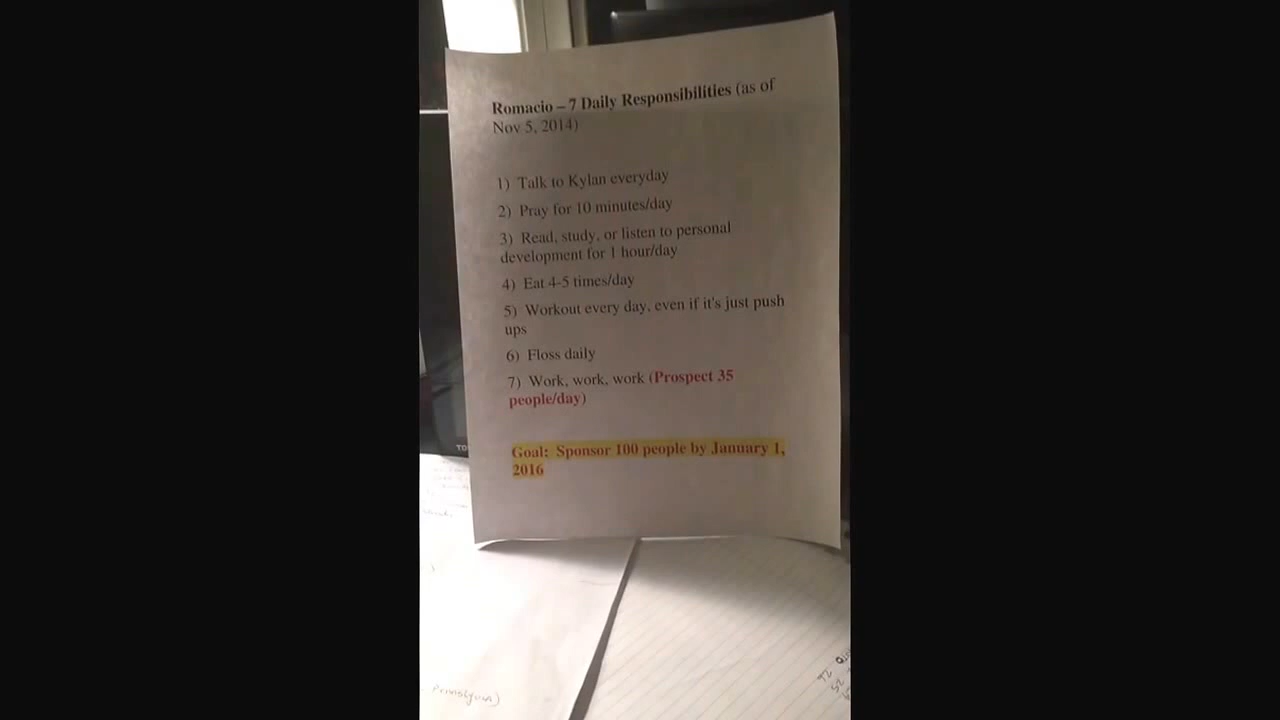 Romacio – 7 Daily Responsibilities (as of
Nov 5, 2014)
1) Talk to Kylan everyday
2) Pray for 10 minutes/day
3) Read, study, or listen to personal
development for 1 hour/day
4) Eat 4-5 times/day
5) Workout every day, even if it's just push
ups
6) Floss daily
7) Work, work, work (Prospect 35
people/day)
Goal: Sponsor 100 people by January 1,
2016